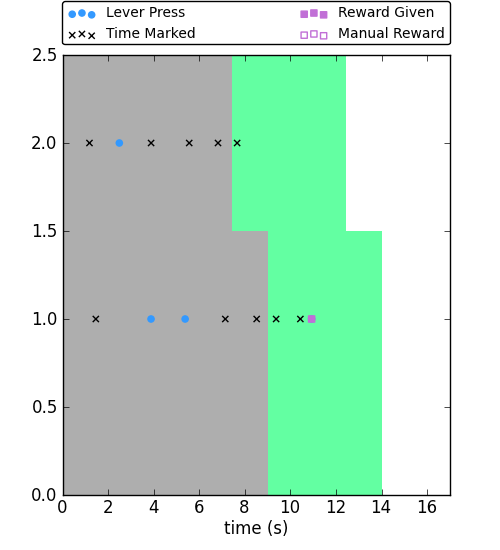 Lever Press
Reward Given
Time Marked
Manual Reward
2.5
2.0
1.5
1.0
0.5
0.0
0 2 4 6 8 10 12 14 16
time (s)